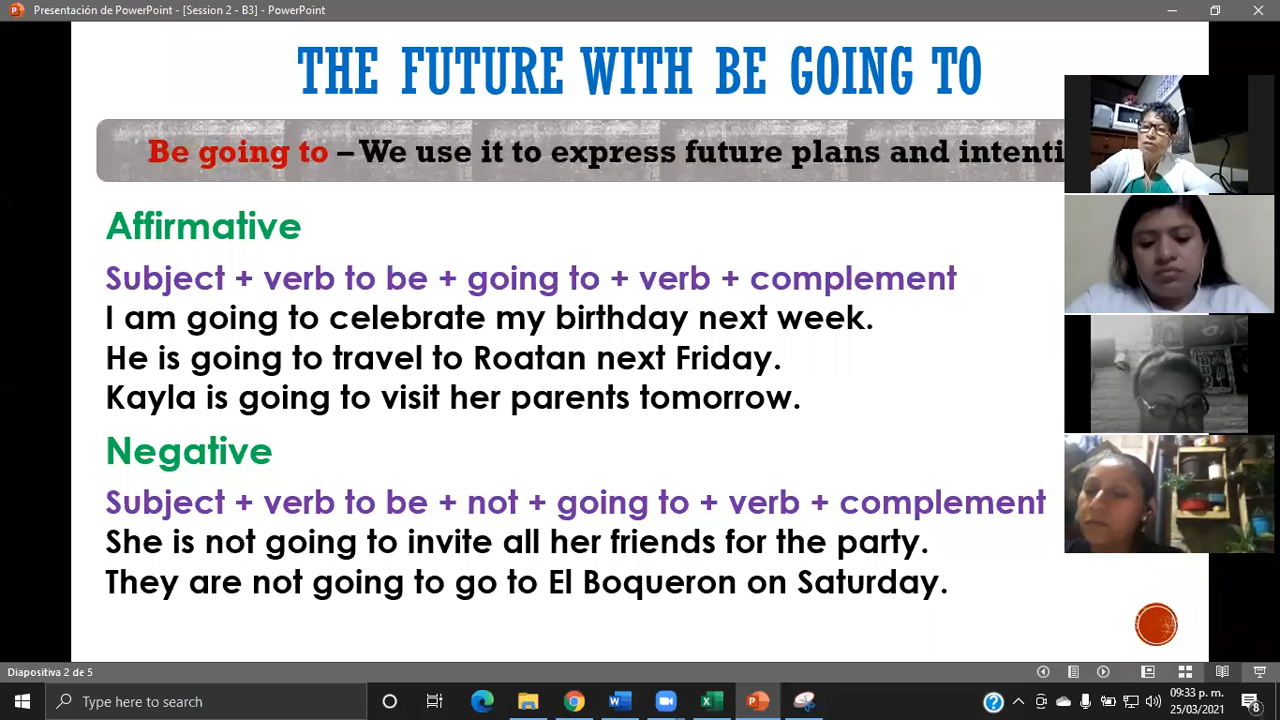 Presentación de PowerPoint - [Session 2 - B3] - PowerPoint
THE FUTURE WITH BE GOING TO
Be going to – We use it to express future plans and intenti
Affirmative
Subject + verb to be + going to + verb + complement
I am going to celebrate my birthday next week.
He is going to travel to Roatan next Friday.
Kayla is going to visit her parents tomorrow.
Negative
Subject + verb to be + not + going to + verb + complement
She is not going to invite all her friends for the party.
They are not going to go to El Boqueron on Saturday.
Diapositiva 2 de 5
Type here to search
09:33 p. m.
25/03/2021
8